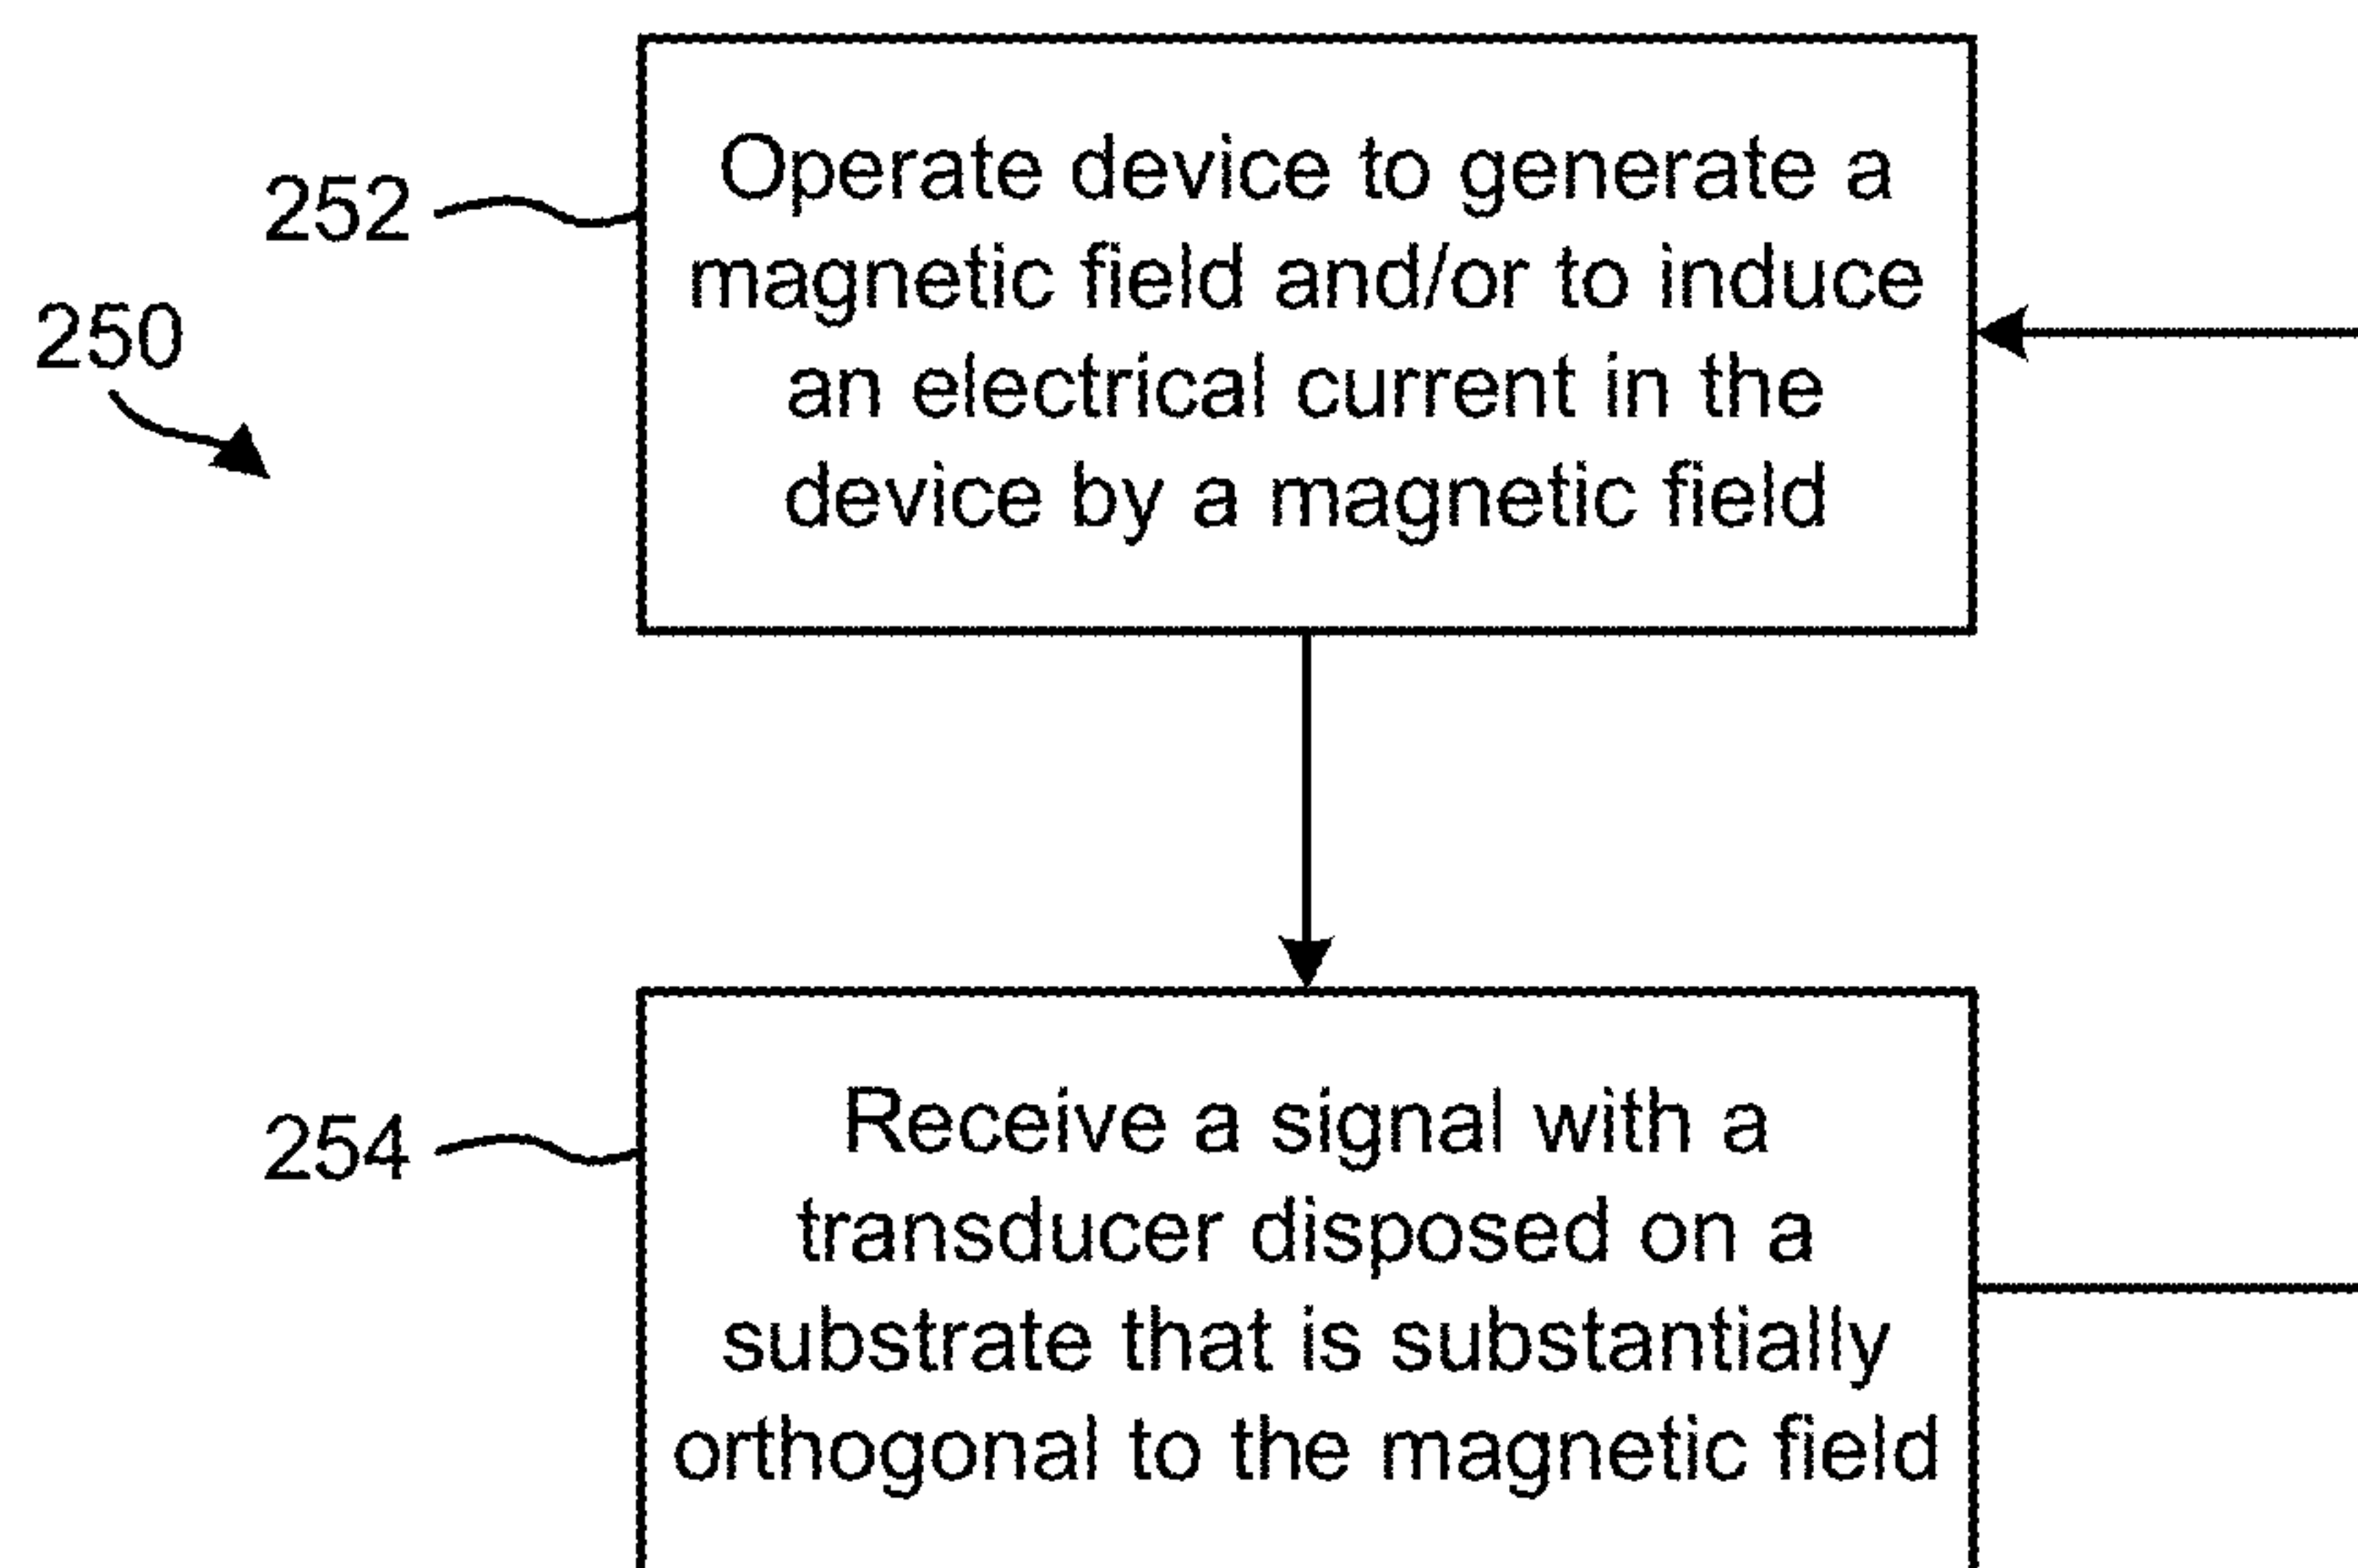 252
Operate device to generate a
magnetic field and/or to induce
an electrical current in the
device by a magnetic field
250
254
Receive a signal with a
transducer disposed on a
substrate that is substantially
orthogonal to the magnetic field